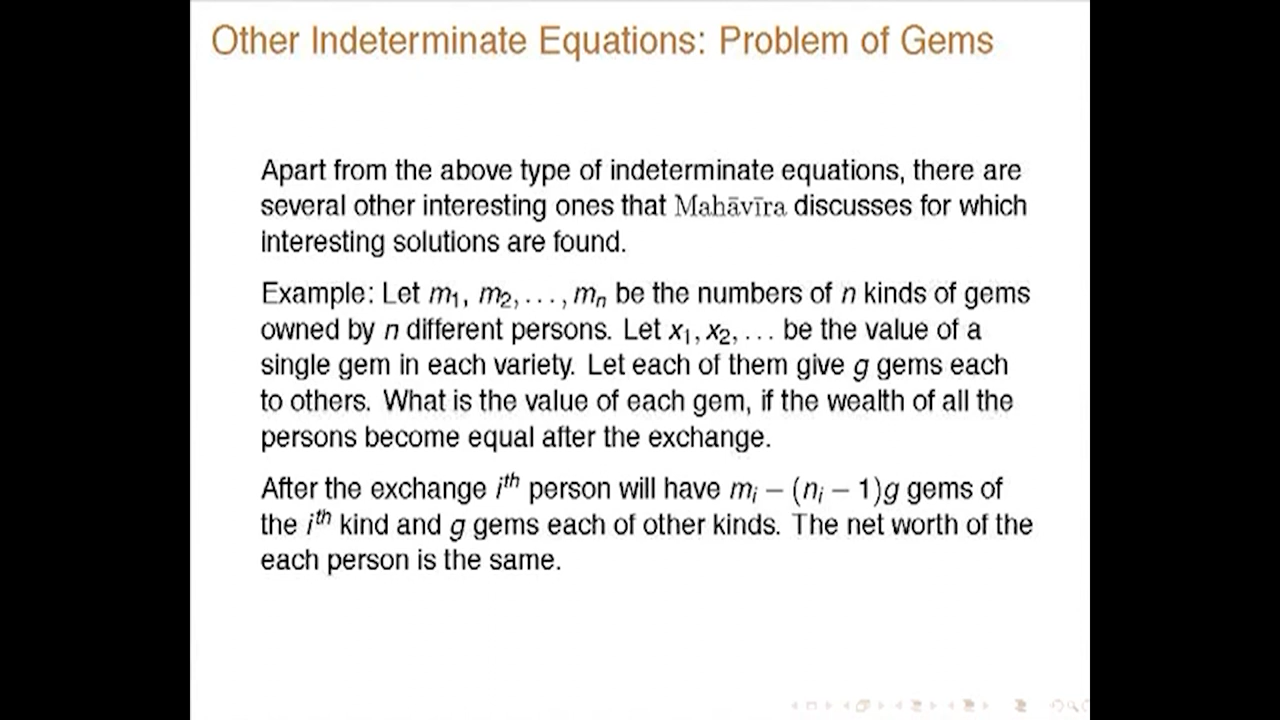 Other Indeterminate Equations: Problem of Gems
Apart from the above type of indeterminate equations, there are
several other interesting ones that Mahāvīra discusses for which
interesting solutions are found.
Example: Let m₁, m₂, . . . , mₙ be the numbers of n kinds of gems
owned by n different persons. Let x₁, x₂, . . . be the value of a
single gem in each variety. Let each of them give g gems each
to others. What is the value of each gem, if the wealth of all the
persons become equal after the exchange.
After the exchange iᵗʰ person will have mᵢ − (nᵢ − 1)g gems of
the iᵗʰ kind and g gems each of other kinds. The net worth of the
each person is the same.